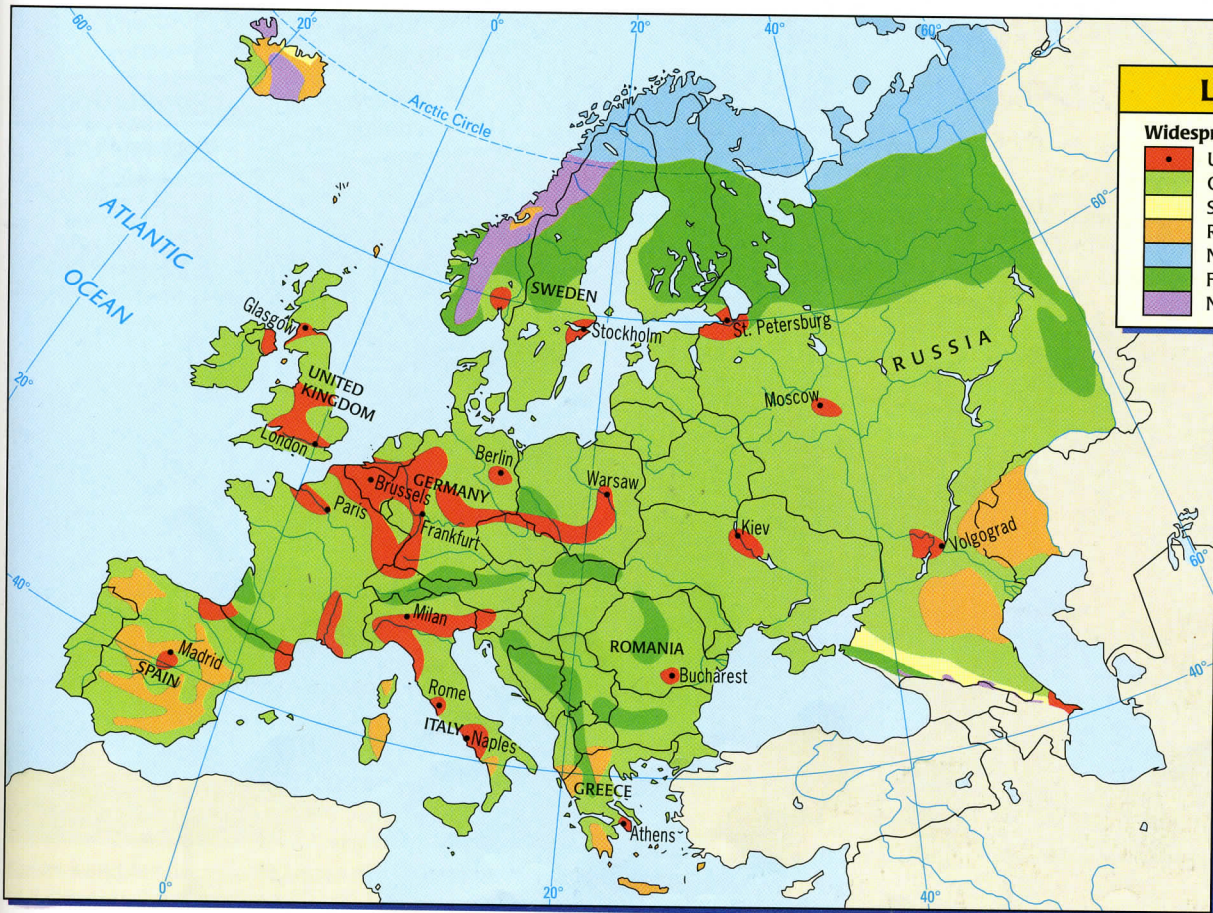 60°
20°
0°
20°
40°
60°
Arctic Circle
60°
ATLANTIC
OCEAN
20°
40°
SWEDEN
Stockholm
St. Petersburg
RUSSIA
Glasgow
UNITED
KINGDOM
London
Moscow
Berlin
GERMANY
Warsaw
Brussels
Paris
Frankfurt
Kiev
Volgograd
60°
Milan
Madrid
SPAIN
ROMANIA
Bucharest
Rome
ITALY
Naples
40°
GREECE
Athens
0°
20°
40°
L
Widespr
U
G
S
R
N
F
N